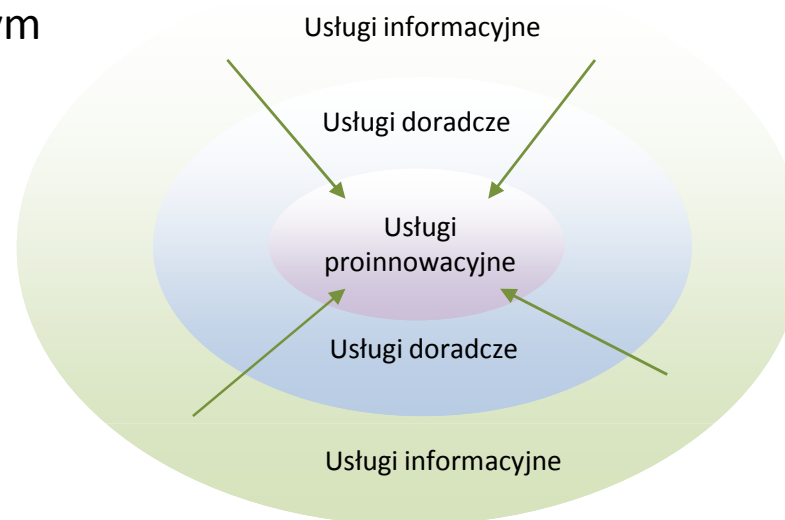 ym
Usługi informacyjne
Usługi doradcze
Usługi
proinnowacyjne
Usługi doradcze
Usługi informacyjne